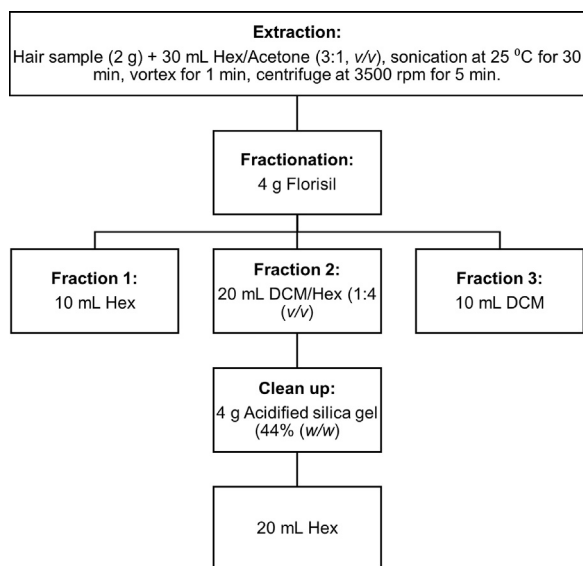 Extraction:
Hair sample (2 g) + 30 mL Hex/Acetone (3:1, v/v), sonication at 25 ⁰C for 30
min, vortex for 1 min, centrifuge at 3500 rpm for 5 min.
Fractionation:
4 g Florisil
Fraction 1:
10 mL Hex
Fraction 2:
20 mL DCM/Hex (1:4
(v/v)
Fraction 3:
10 mL DCM
Clean up:
4 g Acidified silica gel
(44% (w/w)
20 mL Hex